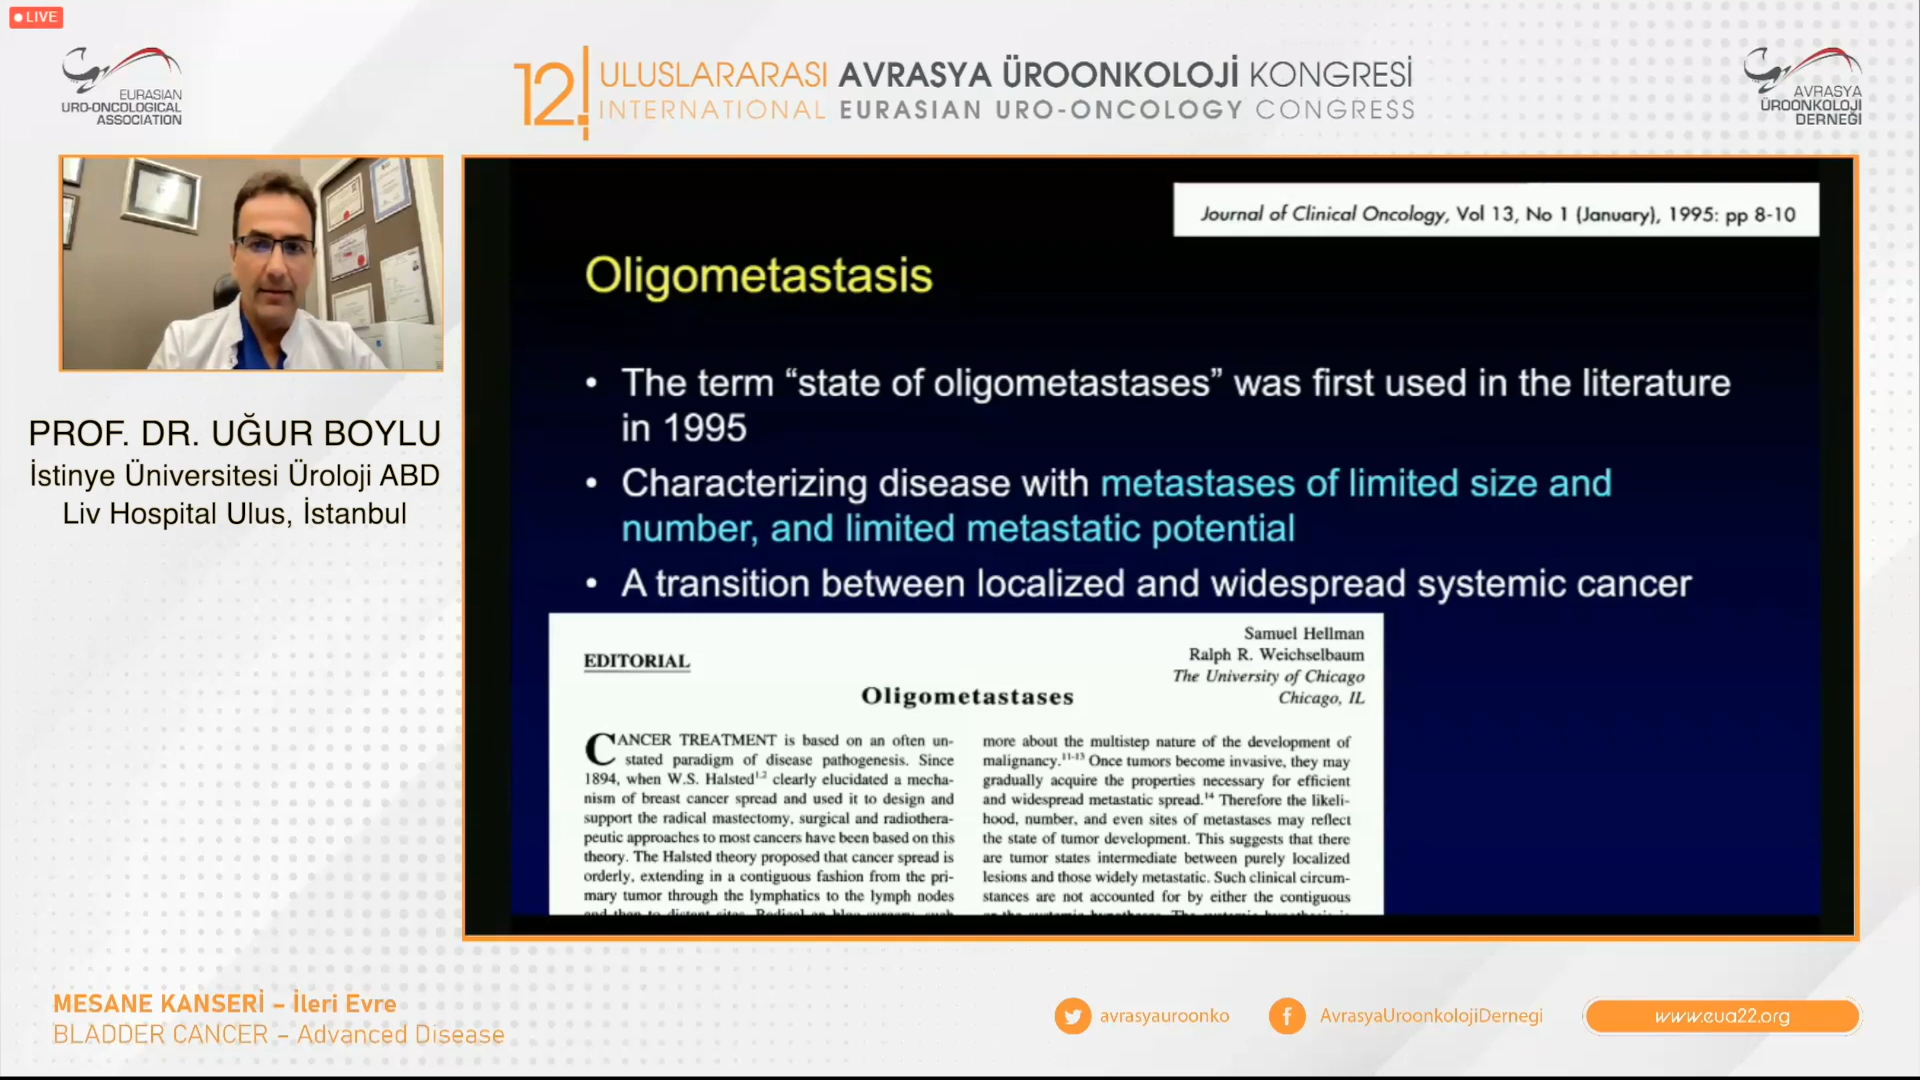 LIVE
EURASIAN
URO-ONCOLOGICAL
ASSOCIATION
12.
ULUSLARARASI AVRASYA ÜROONKOLOJİ KONGRESİ
INTERNATIONAL EURASIAN URO-ONCOLOGY CONGRESS
AVRASYA
ÜROONKOLOJİ
DERNEĞİ
PROF. DR. UĞUR BOYLU
İstinye Üniversitesi Üroloji ABD
Liv Hospital Ulus, İstanbul
Journal of Clinical Oncology, Vol 13, No 1 (January), 1995: pp 8-10
Oligometastasis
• The term “state of oligometastases” was first used in the literature
in 1995
• Characterizing disease with metastases of limited size and
number, and limited metastatic potential
• A transition between localized and widespread systemic cancer
EDITORIAL
Samuel Hellman
Ralph R. Weichselbaum
The University of Chicago
Chicago, IL
Oligometastases
CANCER TREATMENT is based on an often un-
stated paradigm of disease pathogenesis. Since
1894, when W.S. Halsted1,2 clearly elucidated a mecha-
nism of breast cancer spread and used it to design and
support the radical mastectomy, surgical and radiothera-
peutic approaches to most cancers have been based on this
theory. The Halsted theory proposed that cancer spread is
orderly, extending in a contiguous fashion from the pri-
mary tumor through the lymphatics to the lymph nodes
more about the multistep nature of the development of
malignancy.11-13 Once tumors become invasive, they may
gradually acquire the properties necessary for efficient
and widespread metastatic spread.14 Therefore the likeli-
hood, number, and even sites of metastases may reflect
the state of tumor development. This suggests that there
are tumor states intermediate between purely localized
lesions and those widely metastatic. Such clinical circum-
stances are not accounted for by either the contiguous
MESANE KANSERİ – İleri Evre
BLADDER CANCER – Advanced Disease
avrasyauroonko
AvrasyaUroonkolojiDernegi
www.eua22.org